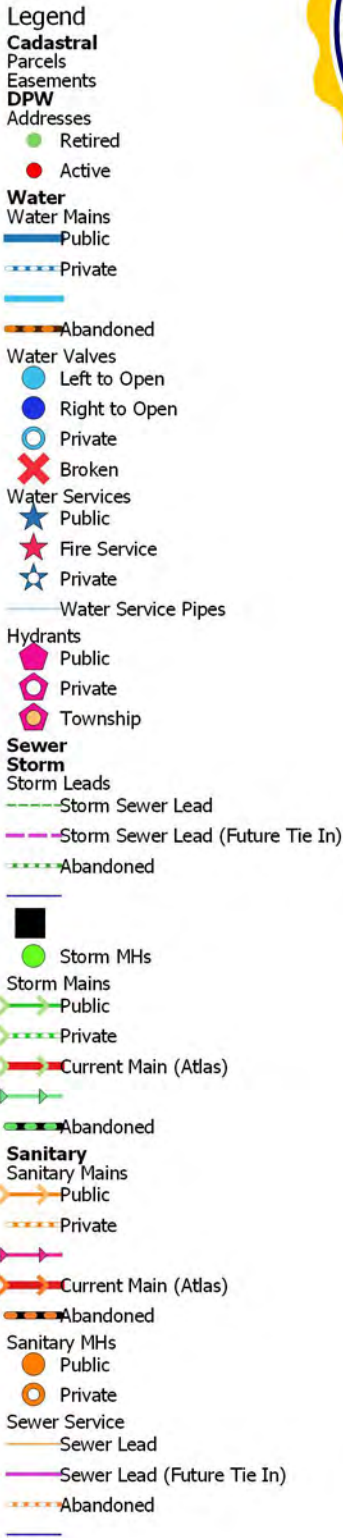 Legend
Cadastral
Parcels
Easements
DPW
Addresses
Retired
Active
Water
Water Mains
Public
Private
Abandoned
Water Valves
Left to Open
Right to Open
Private
Broken
Water Services
Public
Fire Service
Private
Water Service Pipes
Hydrants
Public
Private
Township
Sewer
Storm
Storm Leads
Storm Sewer Lead
Storm Sewer Lead (Future Tie In)
Abandoned
Storm MHs
Storm Mains
Public
Private
Current Main (Atlas)
Abandoned
Sanitary
Sanitary Mains
Public
Private
Current Main (Atlas)
Abandoned
Sanitary MHs
Public
Private
Sewer Service
Sewer Lead
Sewer Lead (Future Tie In)
Abandoned